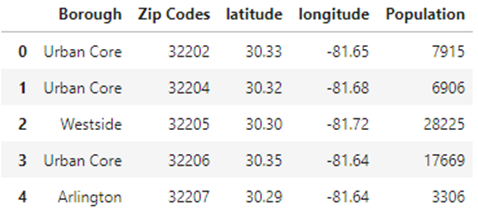 Borough Zip Codes latitude longitude Population
0 Urban Core 32202 30.33 -81.65 7915
1 Urban Core 32204 30.32 -81.68 6906
2 Westside 32205 30.30 -81.72 28225
3 Urban Core 32206 30.35 -81.64 17669
4 Arlington 32207 30.29 -81.64 3306